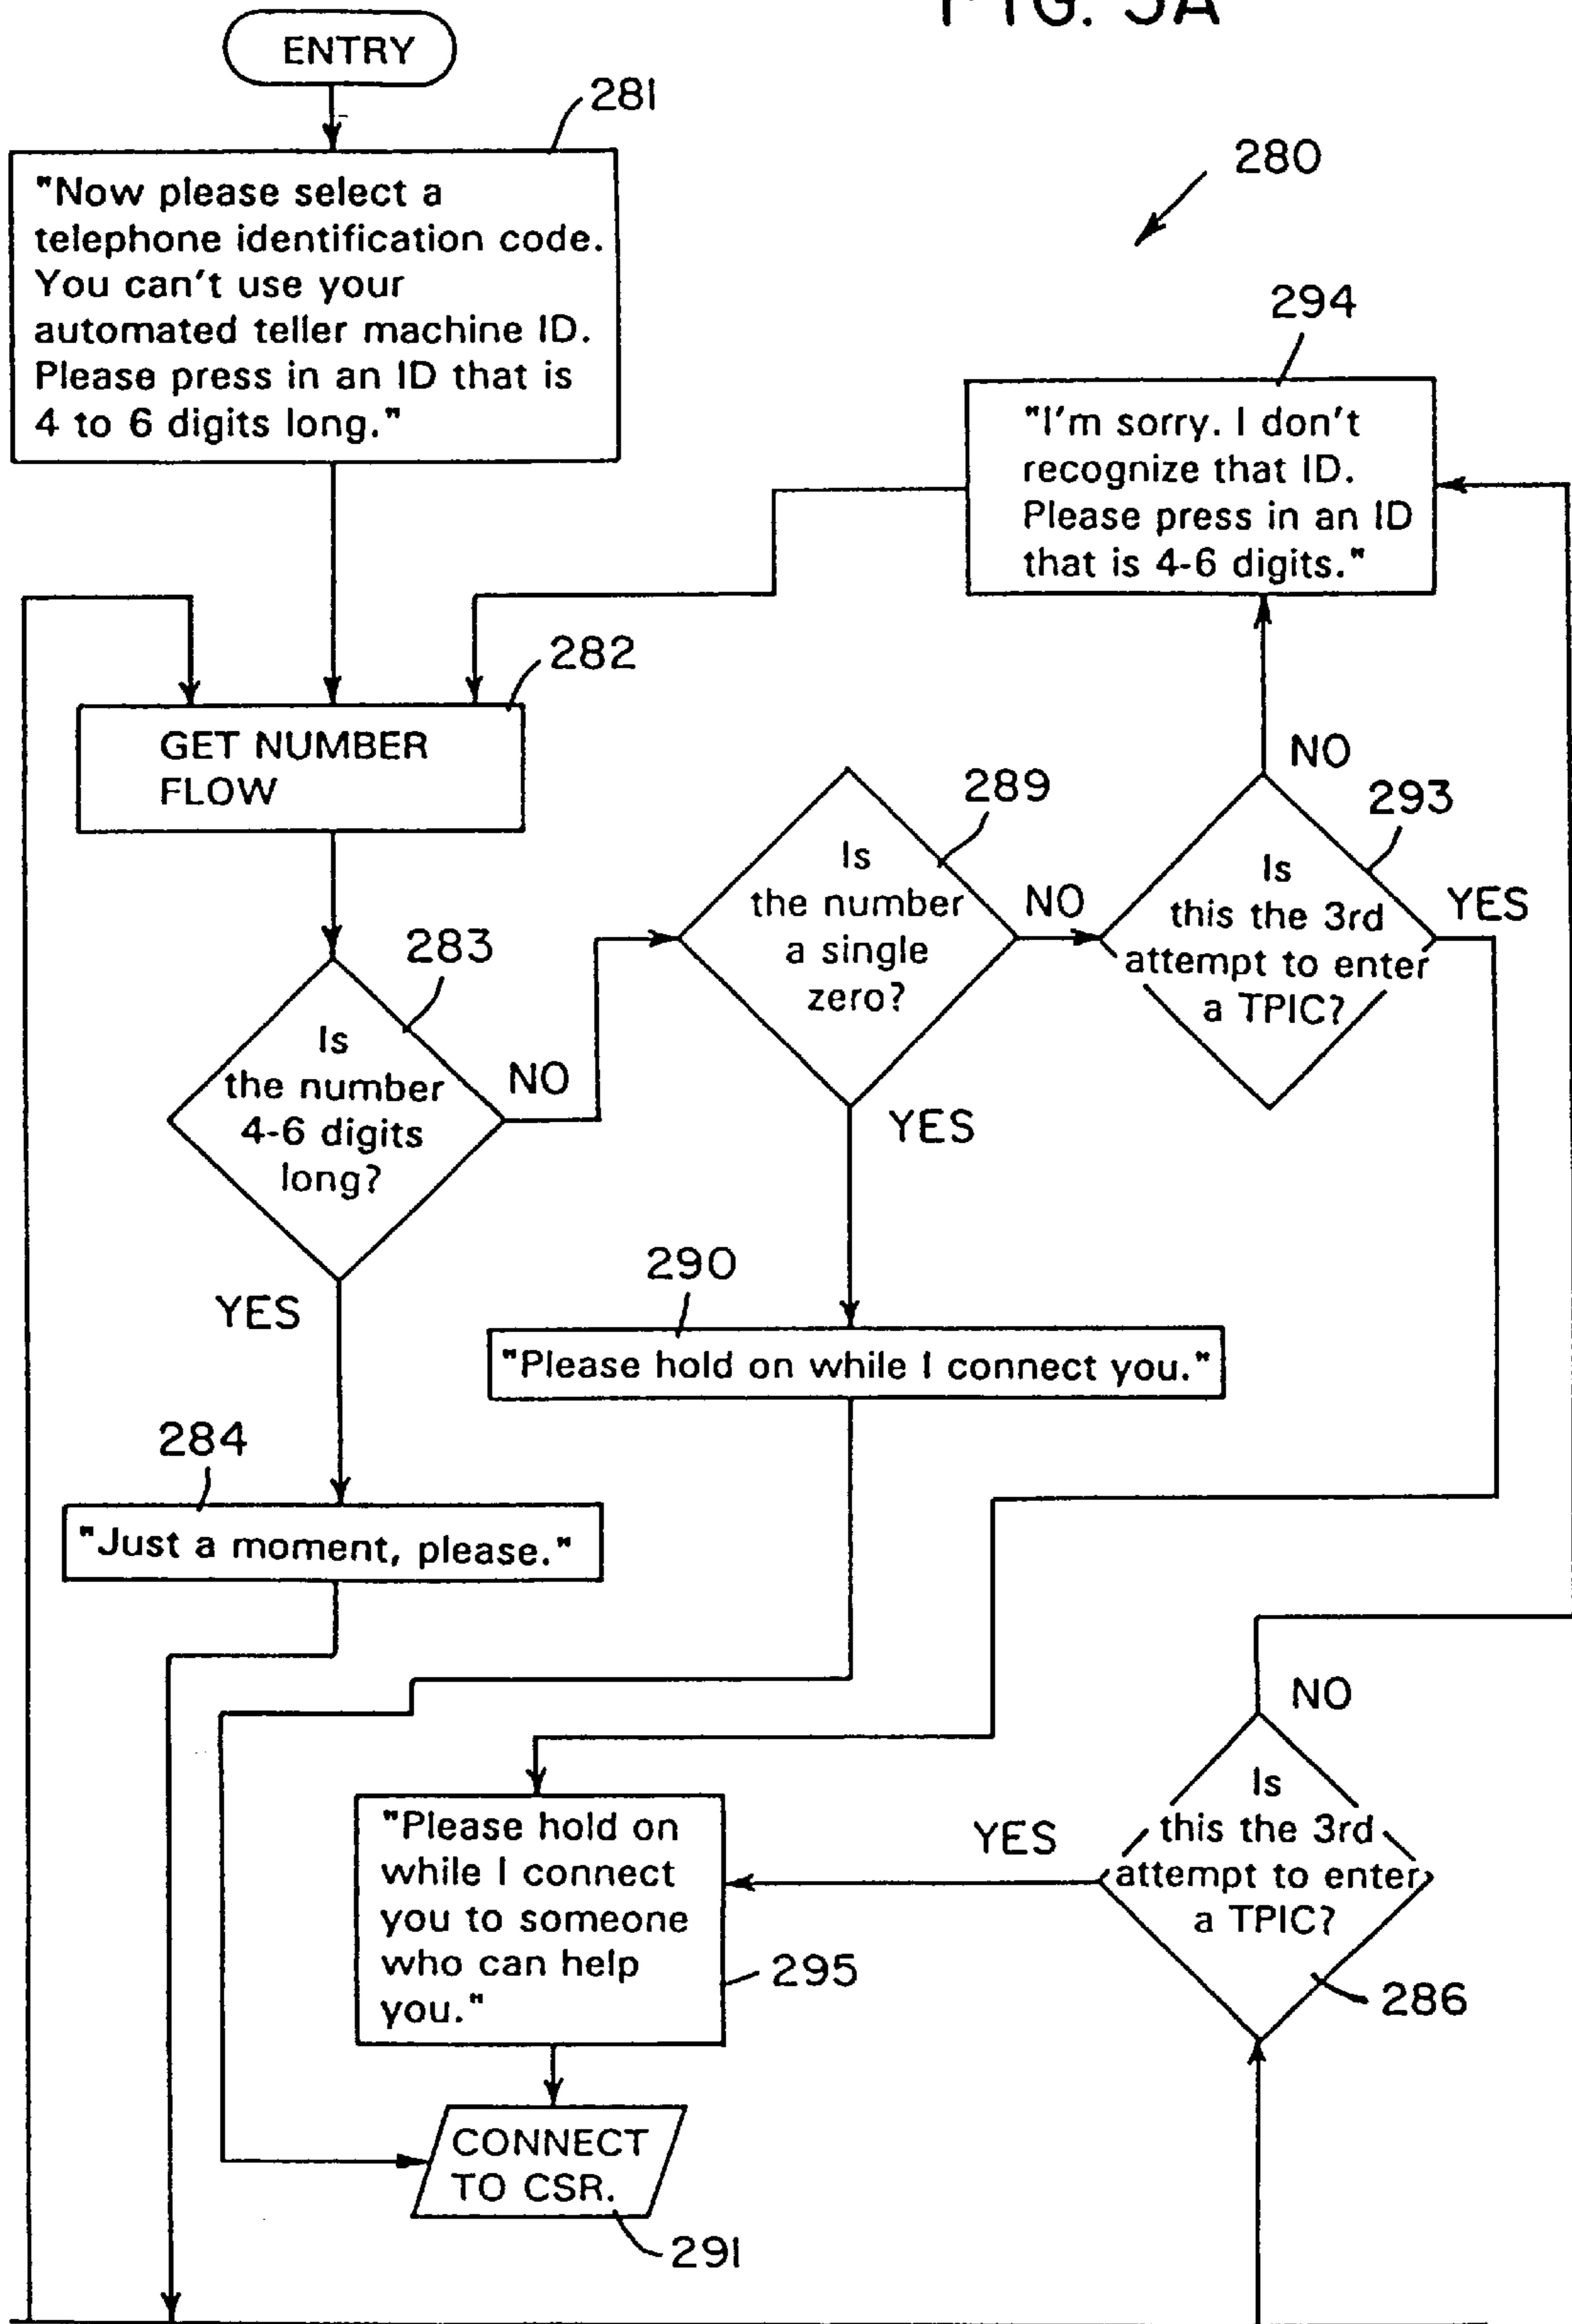 FIG. 5A
ENTRY
281
"Now please select a
telephone identification code.
You can't use your
automated teller machine ID.
Please press in an ID that is
4 to 6 digits long."
280
294
"I'm sorry. I don't
recognize that ID.
Please press in an ID
that is 4-6 digits."
282
GET NUMBER
FLOW
NO
289
293
Is
the number
a single
zero?
NO
Is
this the 3rd
attempt to enter
a TPIC?
YES
283
Is
the number
4-6 digits
long?
NO
YES
YES
290
"Please hold on while I connect you."
284
"Just a moment, please."
NO
Is
this the 3rd
attempt to enter
a TPIC?
YES
286
"Please hold on
while I connect
you to someone
who can help
you."
295
CONNECT
TO CSR.
291